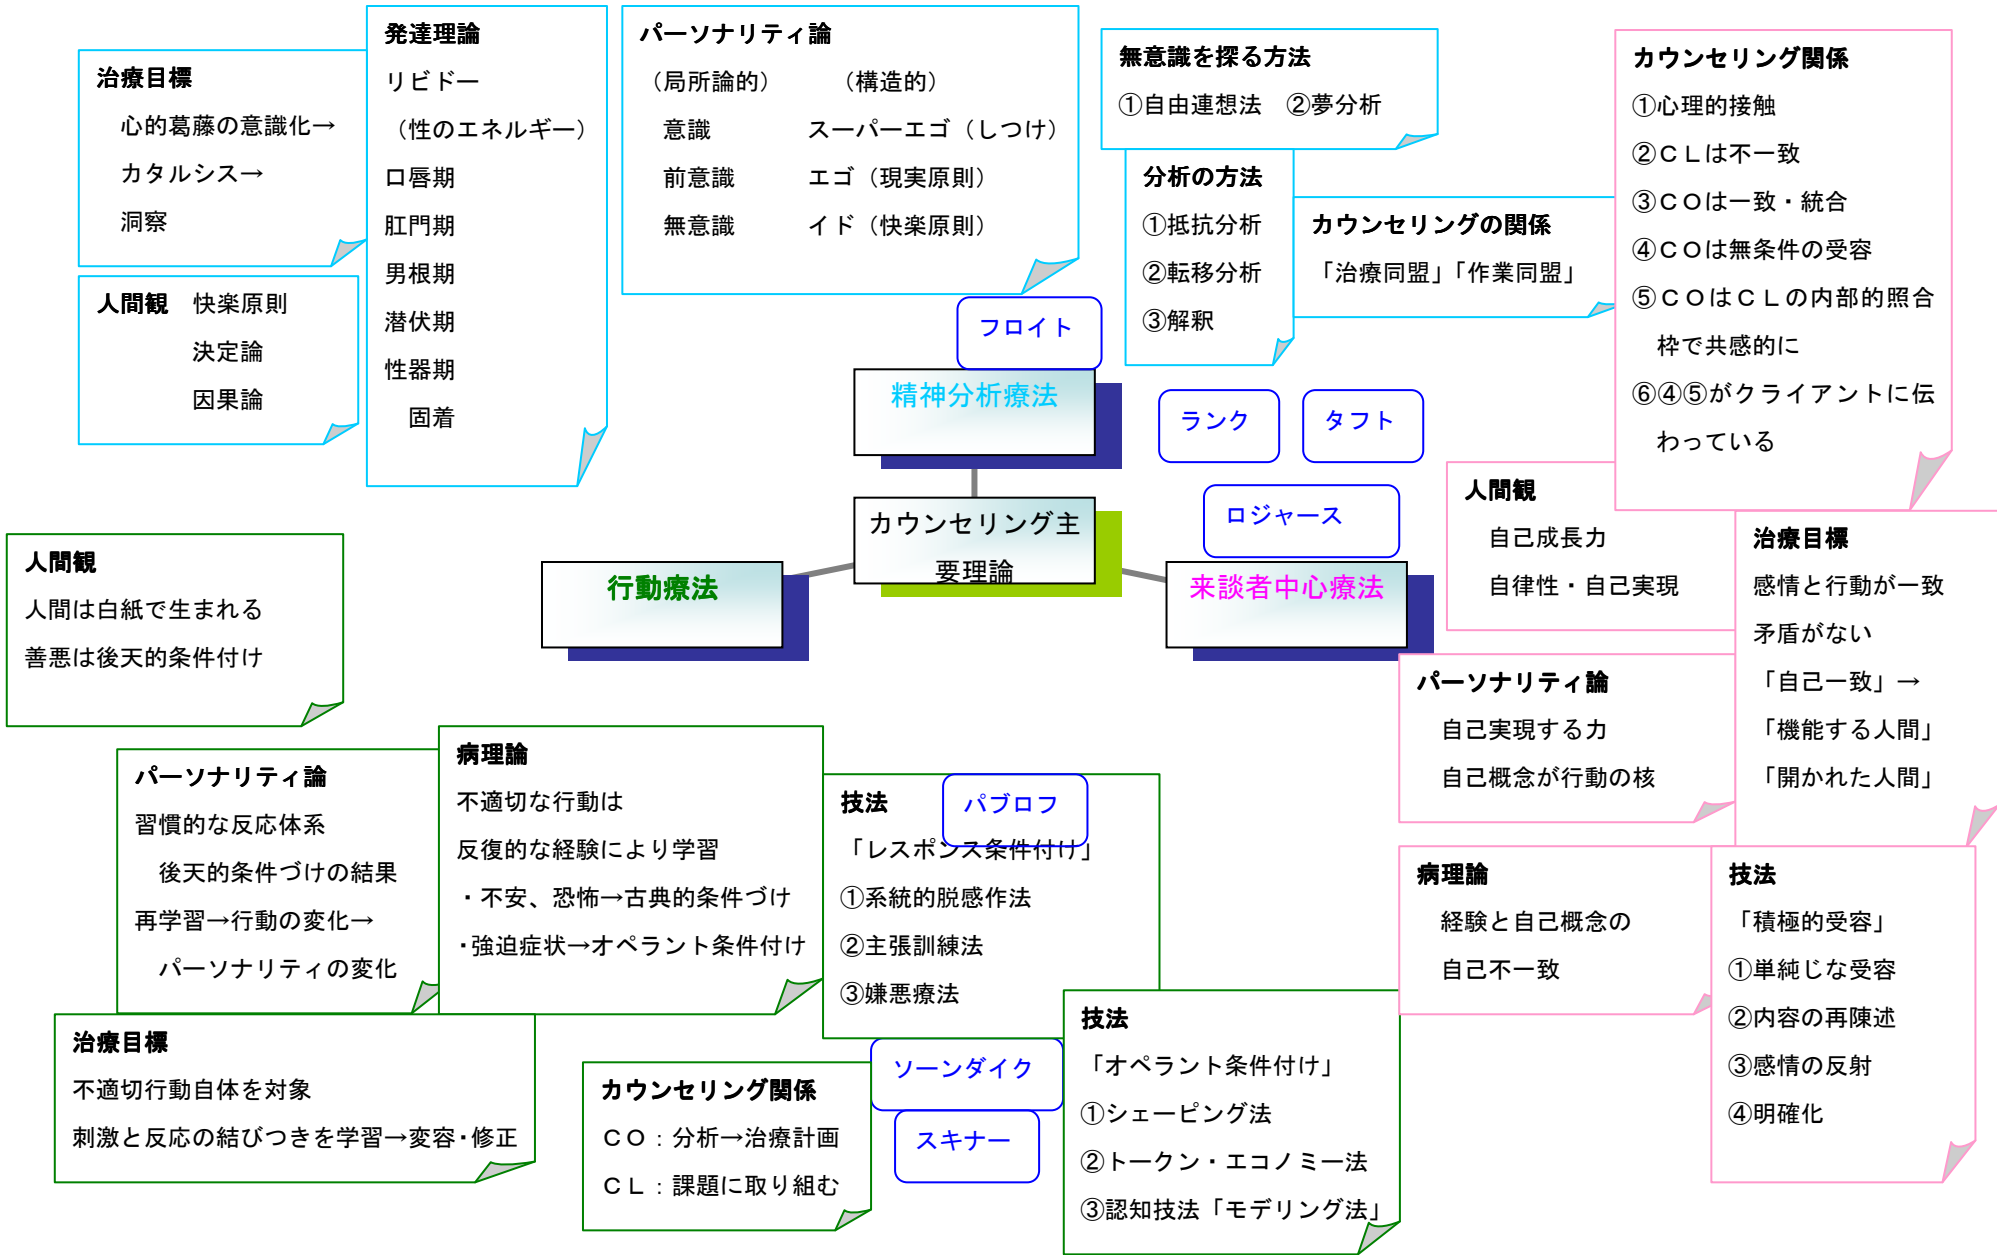 治療目標
心的葛藤の意識化→
カタルシス→
洞察
人間観　快楽原則
決定論
因果論
発達理論
リビドー
（性のエネルギー）
口唇期
肛門期
男根期
潜伏期
性器期
固着
パーソナリティ論
（局所論的）　（構造的）
意識　スーパーエゴ（しつけ）
前意識　エゴ（現実原則）
無意識　イド（快楽原則）
無意識を探る方法
①自由連想法　②夢分析
分析の方法
①抵抗分析
②転移分析
③解釈
カウンセリングの関係
「治療同盟」「作業同盟」
フロイト
精神分析療法
ランク
タフト
ロジャース
カウンセリング主
要理論
行動療法
来談者中心療法
カウンセリング関係
①心理的接触
②ＣＬは不一致
③ＣＯは一致・統合
④ＣＯは無条件の受容
⑤ＣＯはＣＬの内部的照合
枠で共感的に
⑥④⑤がクライアントに伝
わっている
人間観
自己成長力
自律性・自己実現
治療目標
感情と行動が一致
矛盾がない
「自己一致」→
「機能する人間」
「開かれた人間」
パーソナリティ論
自己実現する力
自己概念が行動の核
病理論
経験と自己概念の
自己不一致
技法
「積極的受容」
①単純じな受容
②内容の再陳述
③感情の反射
④明確化
人間観
人間は白紙で生まれる
善悪は後天的条件付け
パーソナリティ論
習慣的な反応体系
後天的条件づけの結果
再学習→行動の変化→
パーソナリティの変化
病理論
不適切な行動は
反復的な経験により学習
・不安、恐怖→古典的条件づけ
・強迫症状→オペラント条件付け
技法
パブロフ
「レスポンス条件付け」
①系統的脱感作法
②主張訓練法
③嫌悪療法
治療目標
不適切行動自体を対象
刺激と反応の結びつきを学習→変容・修正
カウンセリング関係
ＣＯ：分析→治療計画
ＣＬ：課題に取り組む
ソーンダイク
スキナー
技法
「オペラント条件付け」
①シェーピング法
②トークン・エコノミー法
③認知技法「モデリング法」